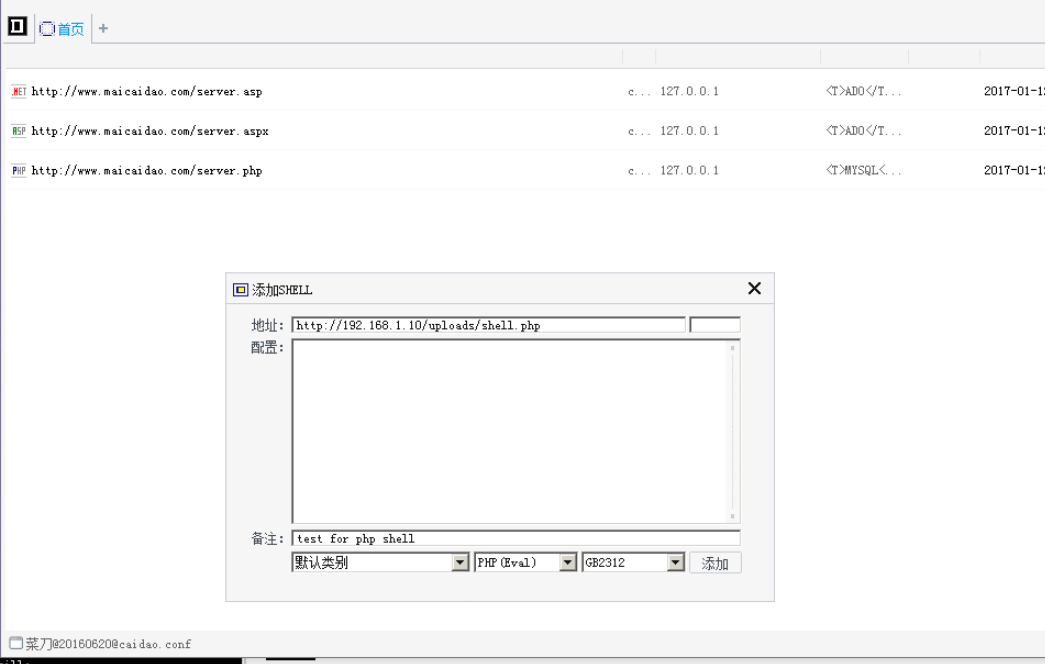 首页 +
.NET http://www.maicaidao.com/server.asp c... 127.0.0.1 <T>ADO</T... 2017-01-1
ASP http://www.maicaidao.com/server.aspx c... 127.0.0.1 <T>ADO</T... 2017-01-1
PHP http://www.maicaidao.com/server.php c... 127.0.0.1 <T>MYSQL<... 2017-01-1
添加SHELL
地址: http://192.168.1.10/uploads/shell.php
配置:
备注: test for php shell
默认类别 PHP(Eval) GB2312 添加
菜刀@20160620@caidao.conf